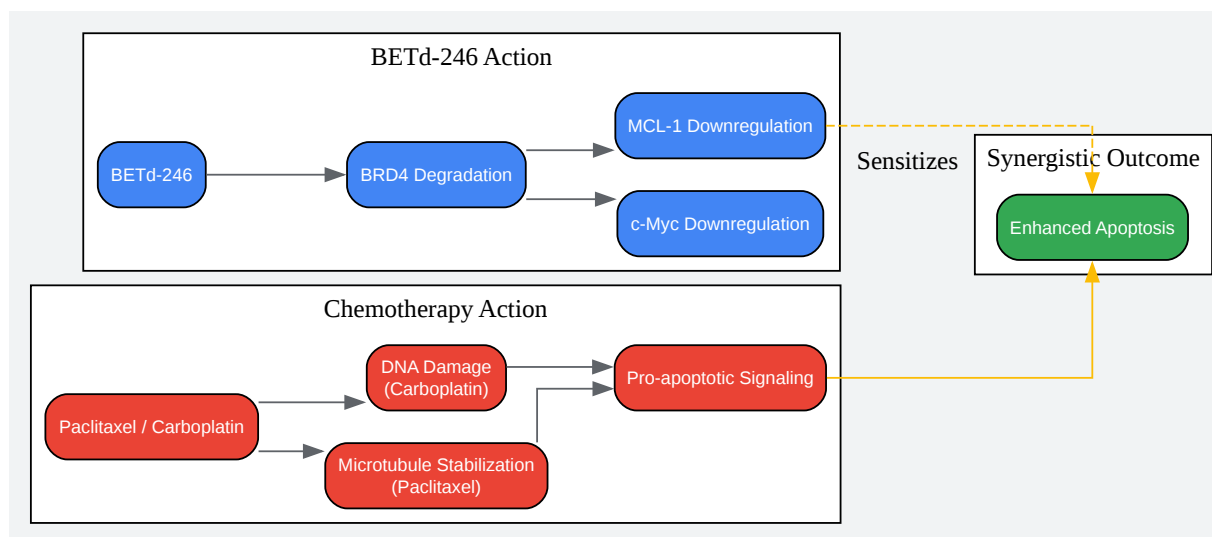 BETd-246 Action
MCL-1 Downregulation
BETd-246
BRD4 Degradation
c-Myc Downregulation
Sensitizes
Synergistic Outcome
Enhanced Apoptosis
Chemotherapy Action
DNA Damage
(Carboplatin)
Pro-apoptotic Signaling
Paclitaxel / Carboplatin
Microtubule Stabilization
(Paclitaxel)